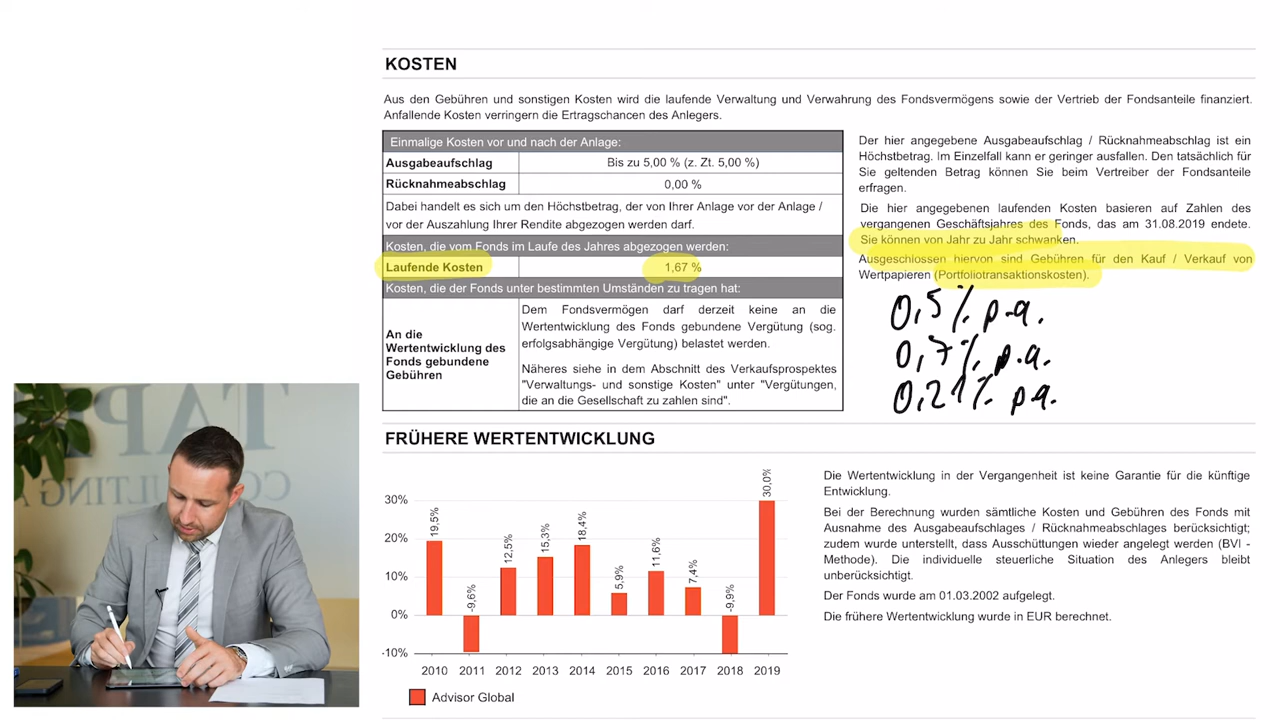 KOSTEN
Aus den Gebühren und sonstigen Kosten wird die laufende Verwaltung und Verwahrung des Fondsvermögens sowie der Vertrieb der Fondsanteile finanziert.
Anfallende Kosten verringern die Ertragschancen des Anlegers.
Einmalige Kosten vor und nach der Anlage:
Ausgabeaufschlag Bis zu 5,00 % (z. Zt. 5,00 %)
Rücknahmeabschlag 0,00 %
Dabei handelt es sich um den Höchstbetrag, der von Ihrer Anlage vor der Anlage /
vor der Auszahlung Ihrer Rendite abgezogen werden darf.
Kosten, die vom Fonds im Laufe des Jahres abgezogen werden:
Laufende Kosten 1,67 %
Kosten, die der Fonds unter bestimmten Umständen zu tragen hat:
An die
Wertentwicklung des
Fonds gebundene
Gebühren
Dem Fondsvermögen darf derzeit keine an die
Wertentwicklung des Fonds gebundene Vergütung (sog.
erfolgsabhängige Vergütung) belastet werden.
Näheres siehe in dem Abschnitt des Verkaufsprospektes
"Verwaltungs- und sonstige Kosten" unter "Vergütungen,
die an die Gesellschaft zu zahlen sind".
Der hier angegebene Ausgabeaufschlag / Rücknahmeabschlag ist ein
Höchstbetrag. Im Einzelfall kann er geringer ausfallen. Den tatsächlich für
Sie geltenden Betrag können Sie beim Vertreiber der Fondsanteile
erfragen.
Die hier angegebenen laufenden Kosten basieren auf Zahlen des
vergangenen Geschäftsjahres des Fonds, das am 31.08.2019 endete.
Sie können von Jahr zu Jahr schwanken.
Ausgeschlossen hiervon sind Gebühren für den Kauf / Verkauf von
Wertpapieren (Portfoliotransaktionskosten).
0,5% p.a.
0,7% p.a.
0,21% p.a.
FRÜHERE WERTENTWICKLUNG
30%
20%
10%
0%
-10%
19,5%
-9,6%
12,5%
15,3%
18,4%
5,9%
11,6%
7,4%
-9,9%
30,0%
2010 2011 2012 2013 2014 2015 2016 2017 2018 2019
Advisor Global
Die Wertentwicklung in der Vergangenheit ist keine Garantie für die künftige
Entwicklung.
Bei der Berechnung wurden sämtliche Kosten und Gebühren des Fonds mit
Ausnahme des Ausgabeaufschlages / Rücknahmeabschlages berücksichtigt;
zudem wurde unterstellt, dass Ausschüttungen wieder angelegt werden (BVI -
Methode). Die individuelle steuerliche Situation des Anlegers bleibt
unberücksichtigt.
Der Fonds wurde am 01.03.2002 aufgelegt.
Die frühere Wertentwicklung wurde in EUR berechnet.